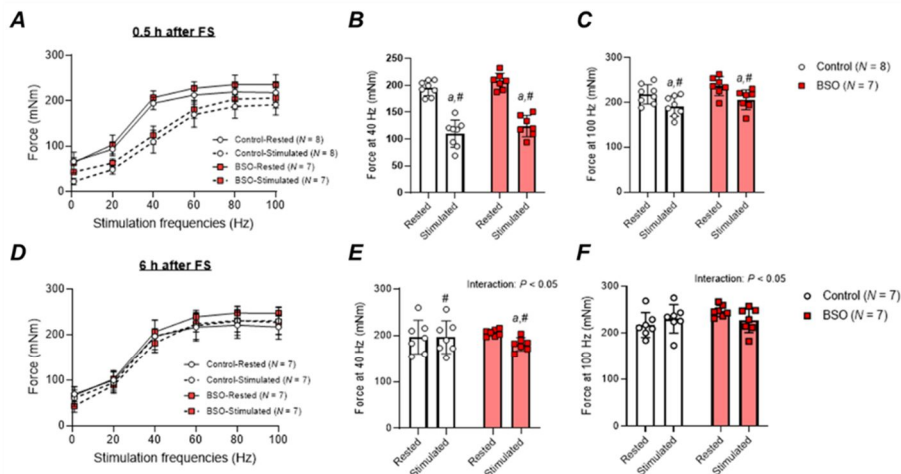 A
0.5 h after FS
Force (mNm)
300
200
100
0
0 20 40 60 80 100
Stimulation frequencies (Hz)
Control-Rested (N = 8)
Control-Stimulated (N = 8)
BSO-Rested (N = 7)
BSO-Stimulated (N = 7)
B
Force at 40 Hz (mNm)
250
200
150
100
50
0
a,#
a,#
Rested
Stimulated
Rested
Stimulated
C
Force at 100 Hz (mNm)
300
200
100
0
a,#
a,#
Rested
Stimulated
Rested
Stimulated
Control (N = 8)
BSO (N = 7)
D
6 h after FS
Force (mNm)
300
200
100
0
0 20 40 60 80 100
Stimulation frequencies (Hz)
Control-Rested (N = 7)
Control-Stimulated (N = 7)
BSO-Rested (N = 7)
BSO-Stimulated (N = 7)
E
Interaction: P < 0.05
Force at 40 Hz (mNm)
300
200
100
0
#
a,#
Rested
Stimulated
Rested
Stimulated
F
Interaction: P < 0.05
Force at 100 Hz (mNm)
400
300
200
100
0
Rested
Stimulated
Rested
Stimulated
Control (N = 7)
BSO (N = 7)